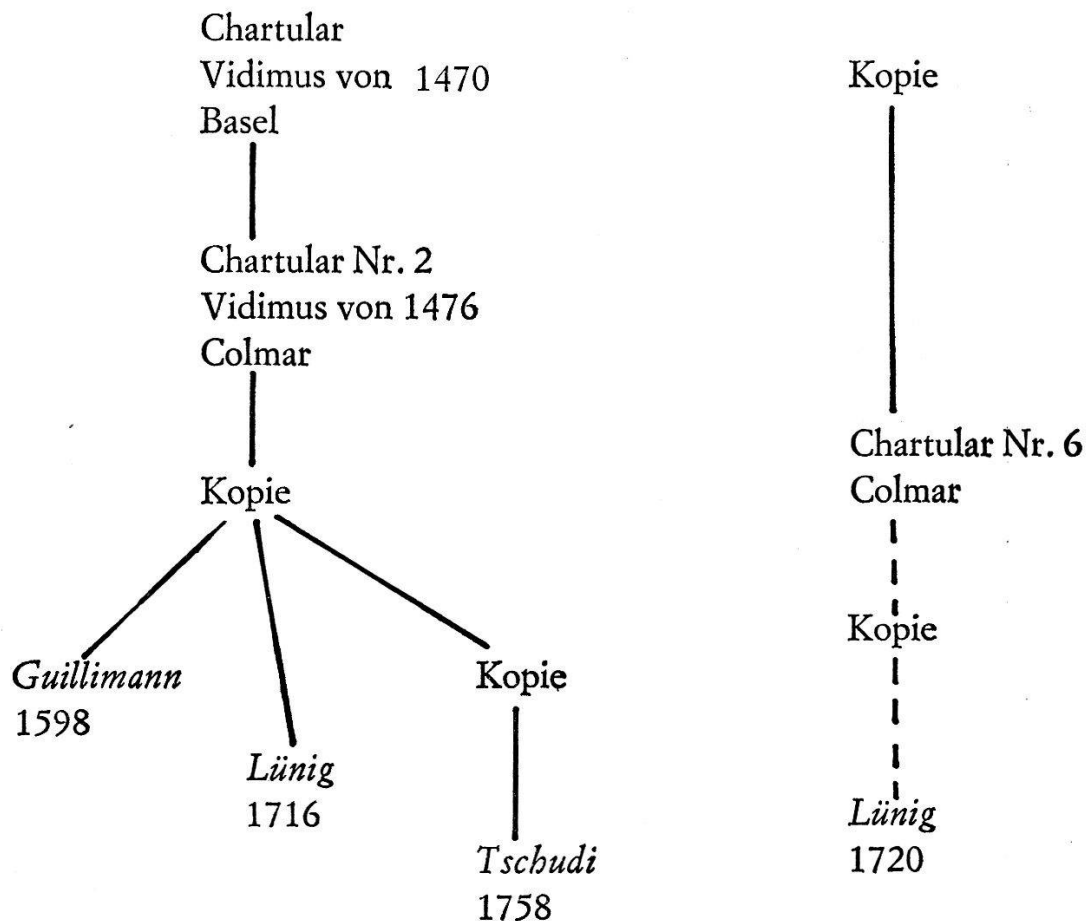 Chartular
Vidimus von 1470
Basel
Kopie
Chartular Nr. 2
Vidimus von 1476
Colmar
Chartular Nr. 6
Colmar
Kopie
Kopie
Guillimann
1598
Kopie
Lünig
1716
Lünig
1720
Tschudi
1758